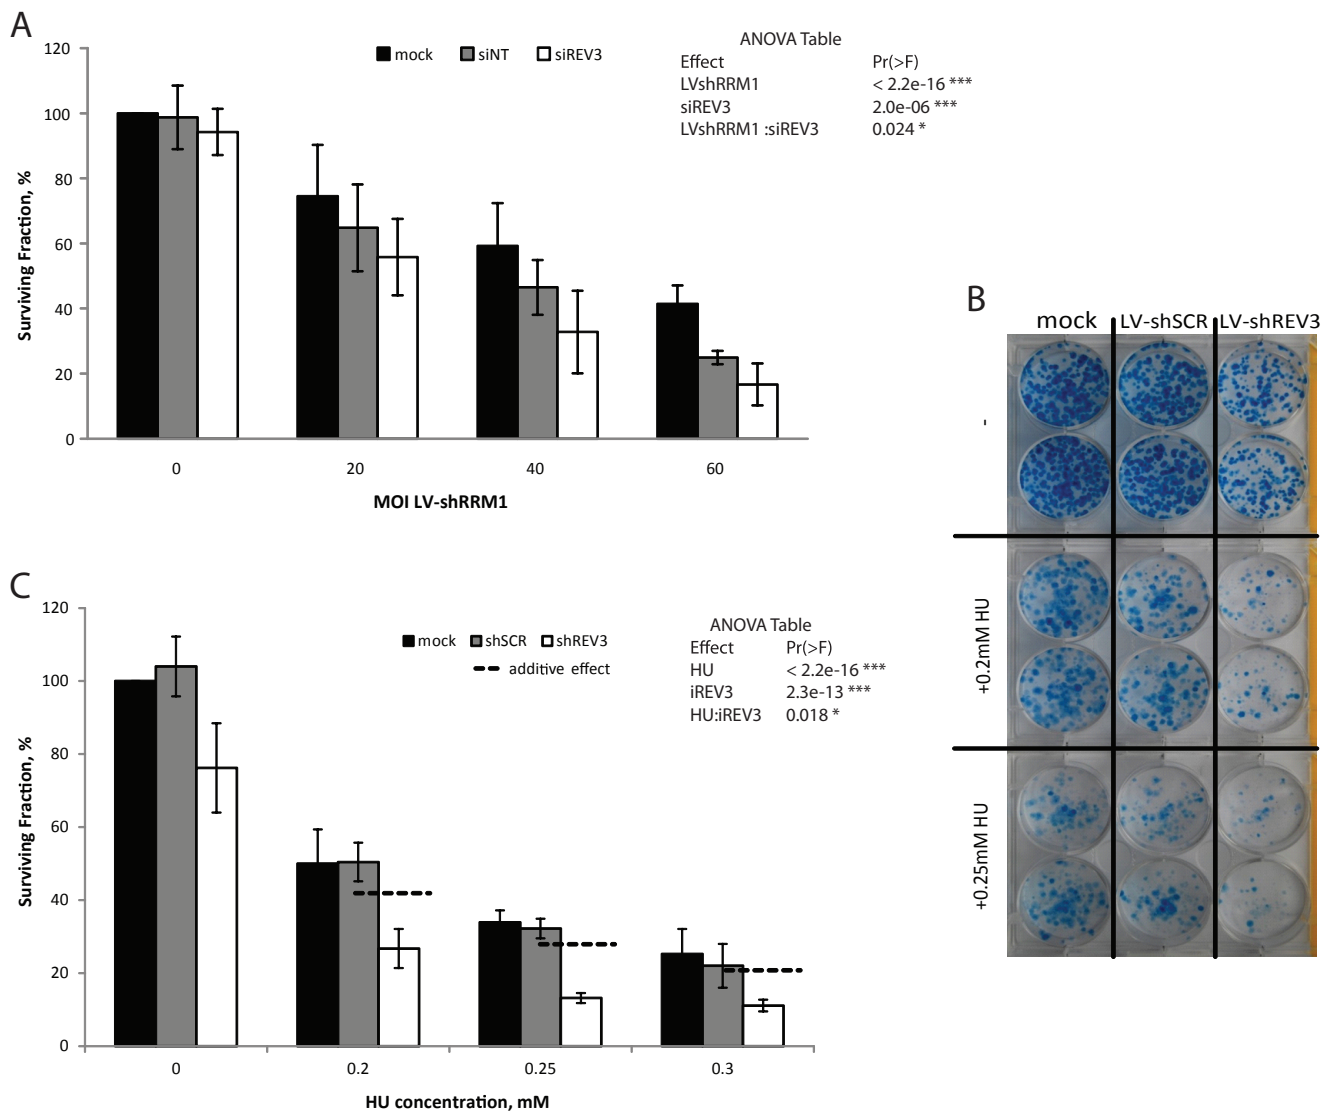 A
120
100
80
60
40
20
0
Surviving Fraction, %
mock siNT siREV3
ANOVA Table
Effect Pr(>F)
LVshRRM1 < 2.2e-16 ***
siREV3 2.0e-06 ***
LVshRRM1 :siREV3 0.024 *
0 20 40 60
MOI LV-shRRM1
B
mock LV-shSCR LV-shREV3
-
+0.2mM HU
+0.25mM HU
C
120
100
80
60
40
20
0
Surviving Fraction, %
mock shSCR shREV3
additive effect
ANOVA Table
Effect Pr(>F)
HU < 2.2e-16 ***
iREV3 2.3e-13 ***
HU:iREV3 0.018 *
0 0.2 0.25 0.3
HU concentration, mM